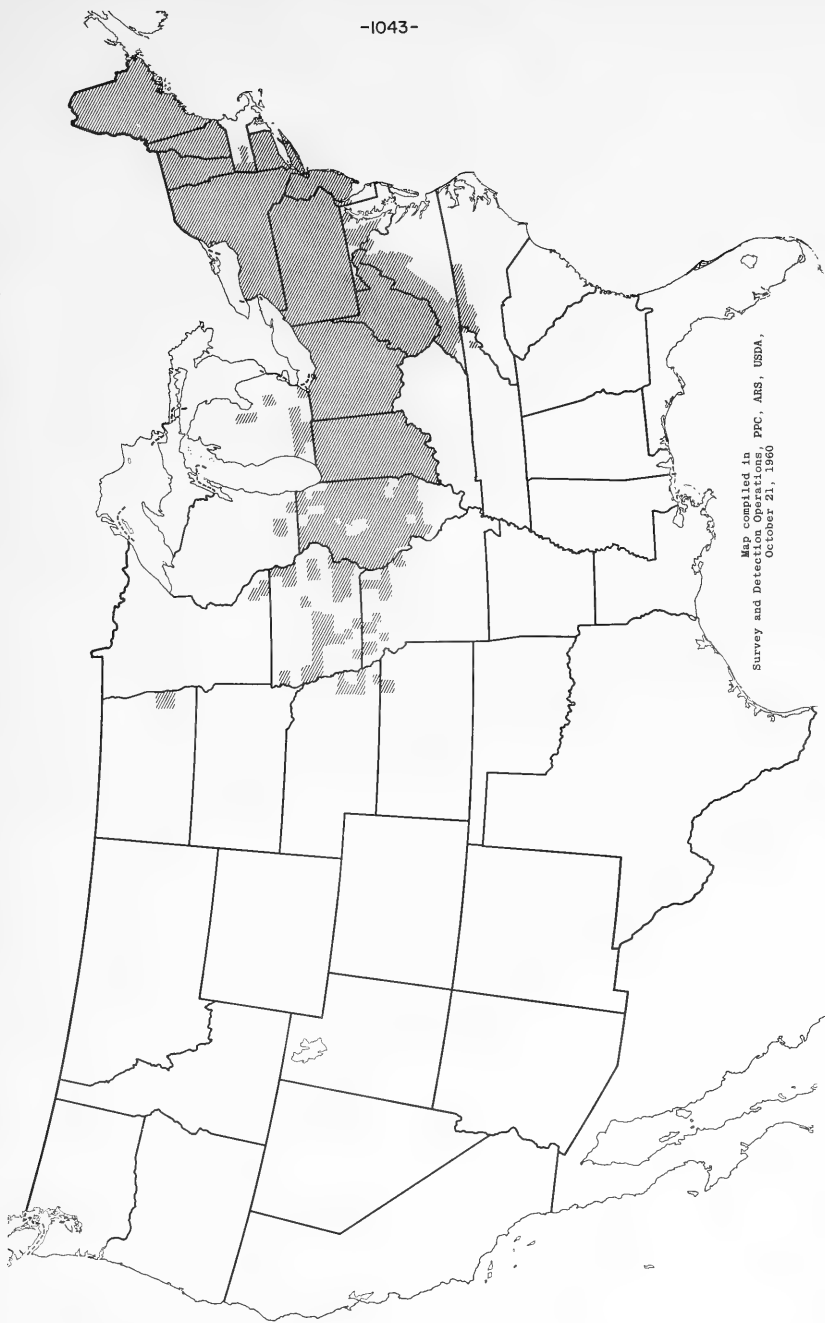 -1043-
Map compiled in
Survey and Detection Operations, PPC, ARS, USDA,
October 21, 1960